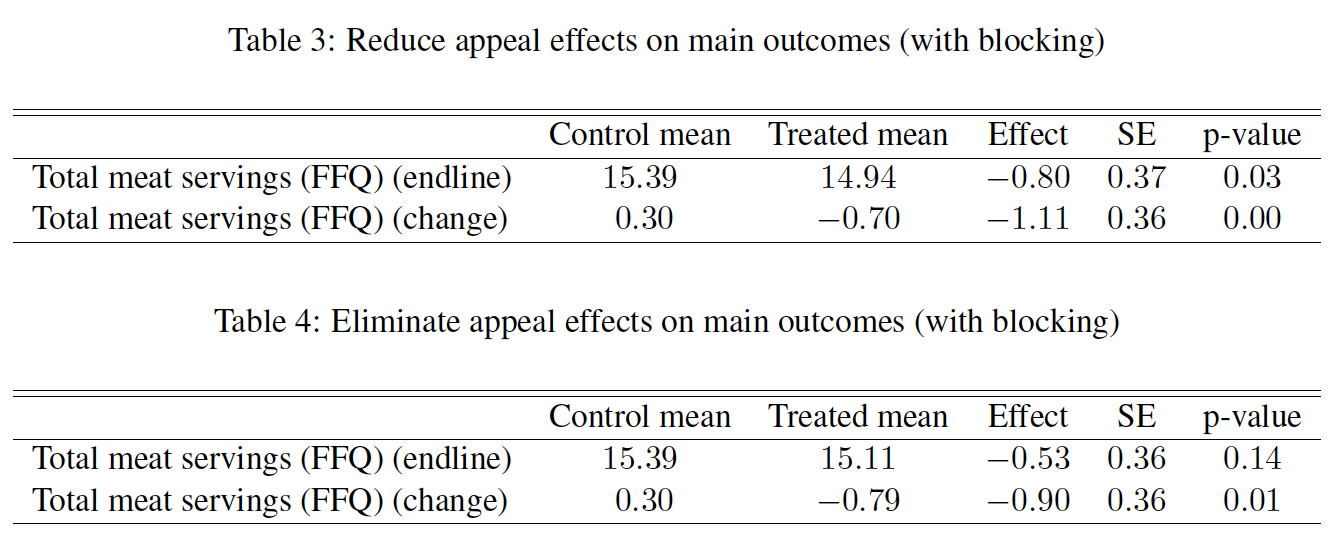 Table 3: Reduce appeal effects on main outcomes (with blocking)
Control mean Treated mean Effect SE p-value
Total meat servings (FFQ) (endline) 15.39 14.94 −0.80 0.37 0.03
Total meat servings (FFQ) (change) 0.30 −0.70 −1.11 0.36 0.00
Table 4: Eliminate appeal effects on main outcomes (with blocking)
Control mean Treated mean Effect SE p-value
Total meat servings (FFQ) (endline) 15.39 15.11 −0.53 0.36 0.14
Total meat servings (FFQ) (change) 0.30 −0.79 −0.90 0.36 0.01